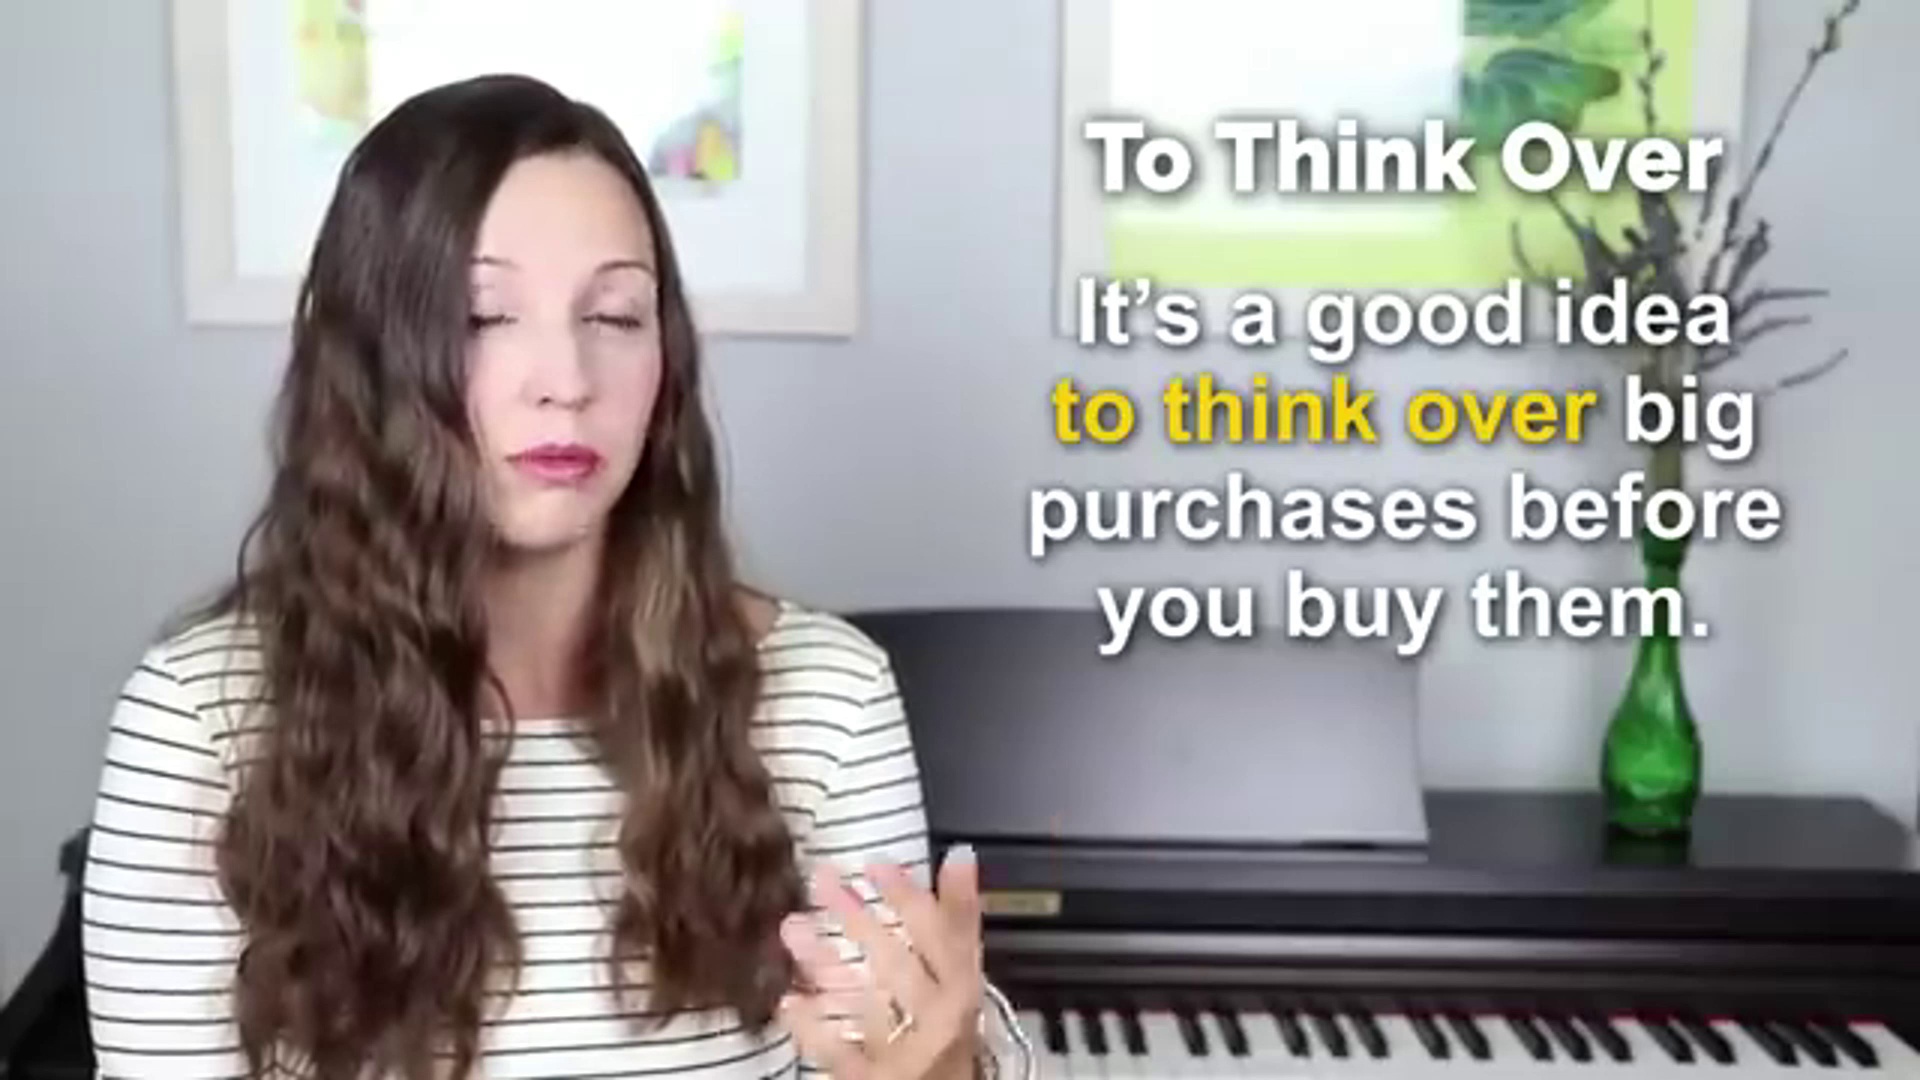 To Think Over
It’s a good idea
to think over big
purchases before
you buy them.